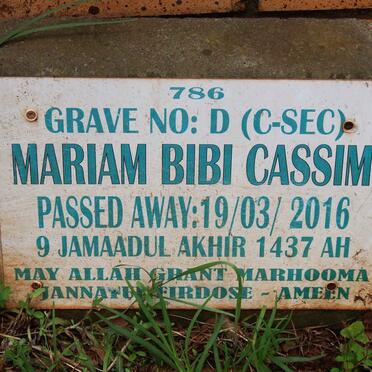 786
GRAVE NO: D (C-SEC)
MARIAM BIBI CASSIM
PASSED AWAY:19/03/ 2016
9 JAMAADUL AKHIR 1437 AH
MAY ALLAH GRANT MARHOOMA
JANNATUL FIRDOSE - AMEEN